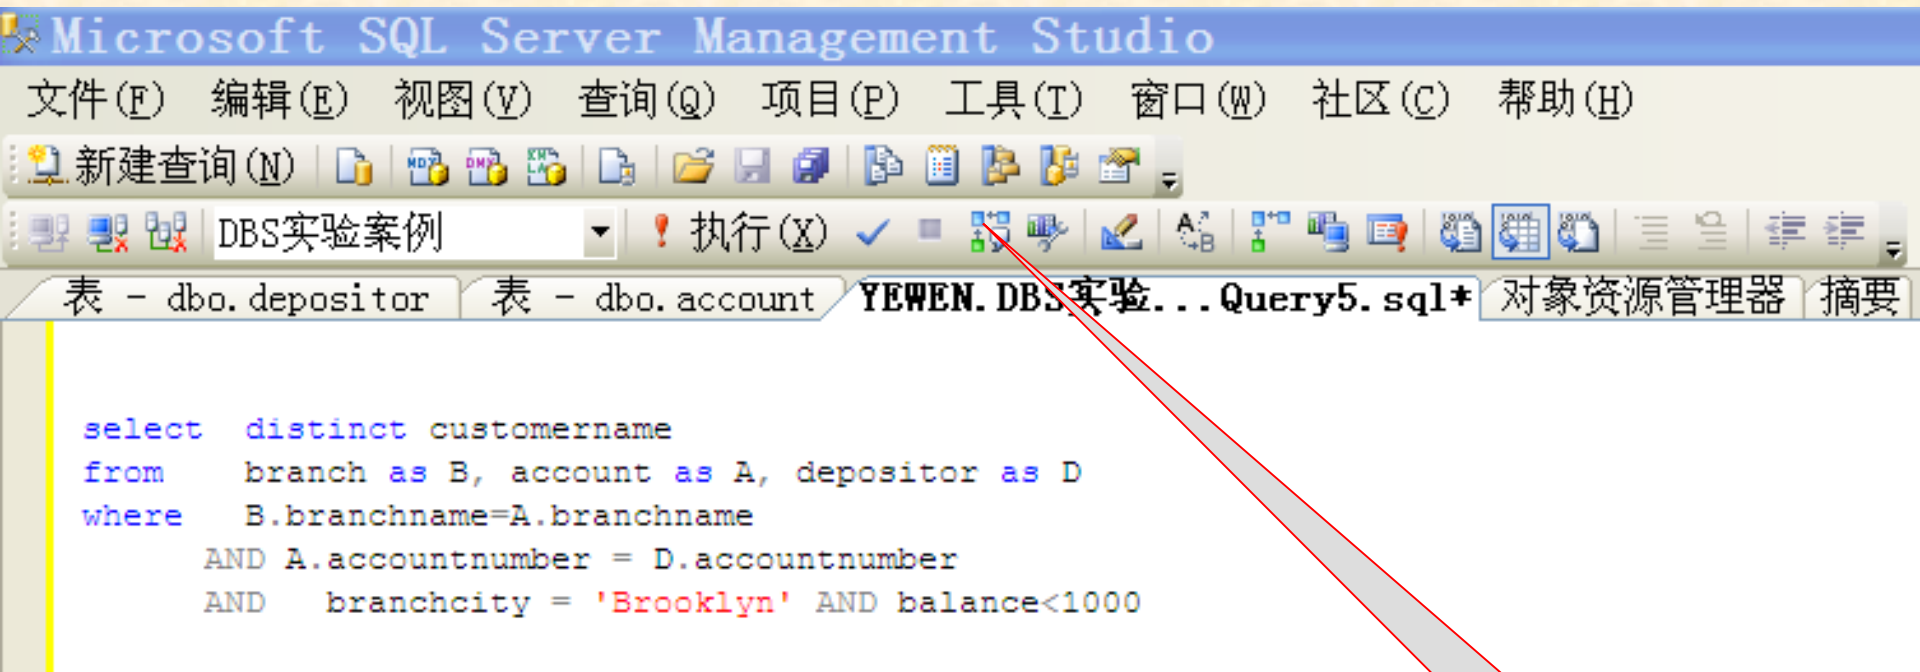 Microsoft SQL Server Management Studio
文件(F) 编辑(E) 视图(V) 查询(Q) 项目(P) 工具(T) 窗口(W) 社区(C) 帮助(H)
新建查询(N)
DBS实验案例 执行(X)
表 - dbo.depositor 表 - dbo.account YEWEN.DBS实验...Query5.sql* 对象资源管理器 摘要
select distinct customername
from branch as B, account as A, depositor as D
where B.branchname=A.branchname
AND A.accountnumber = D.accountnumber
AND branchcity = 'Brooklyn' AND balance<1000